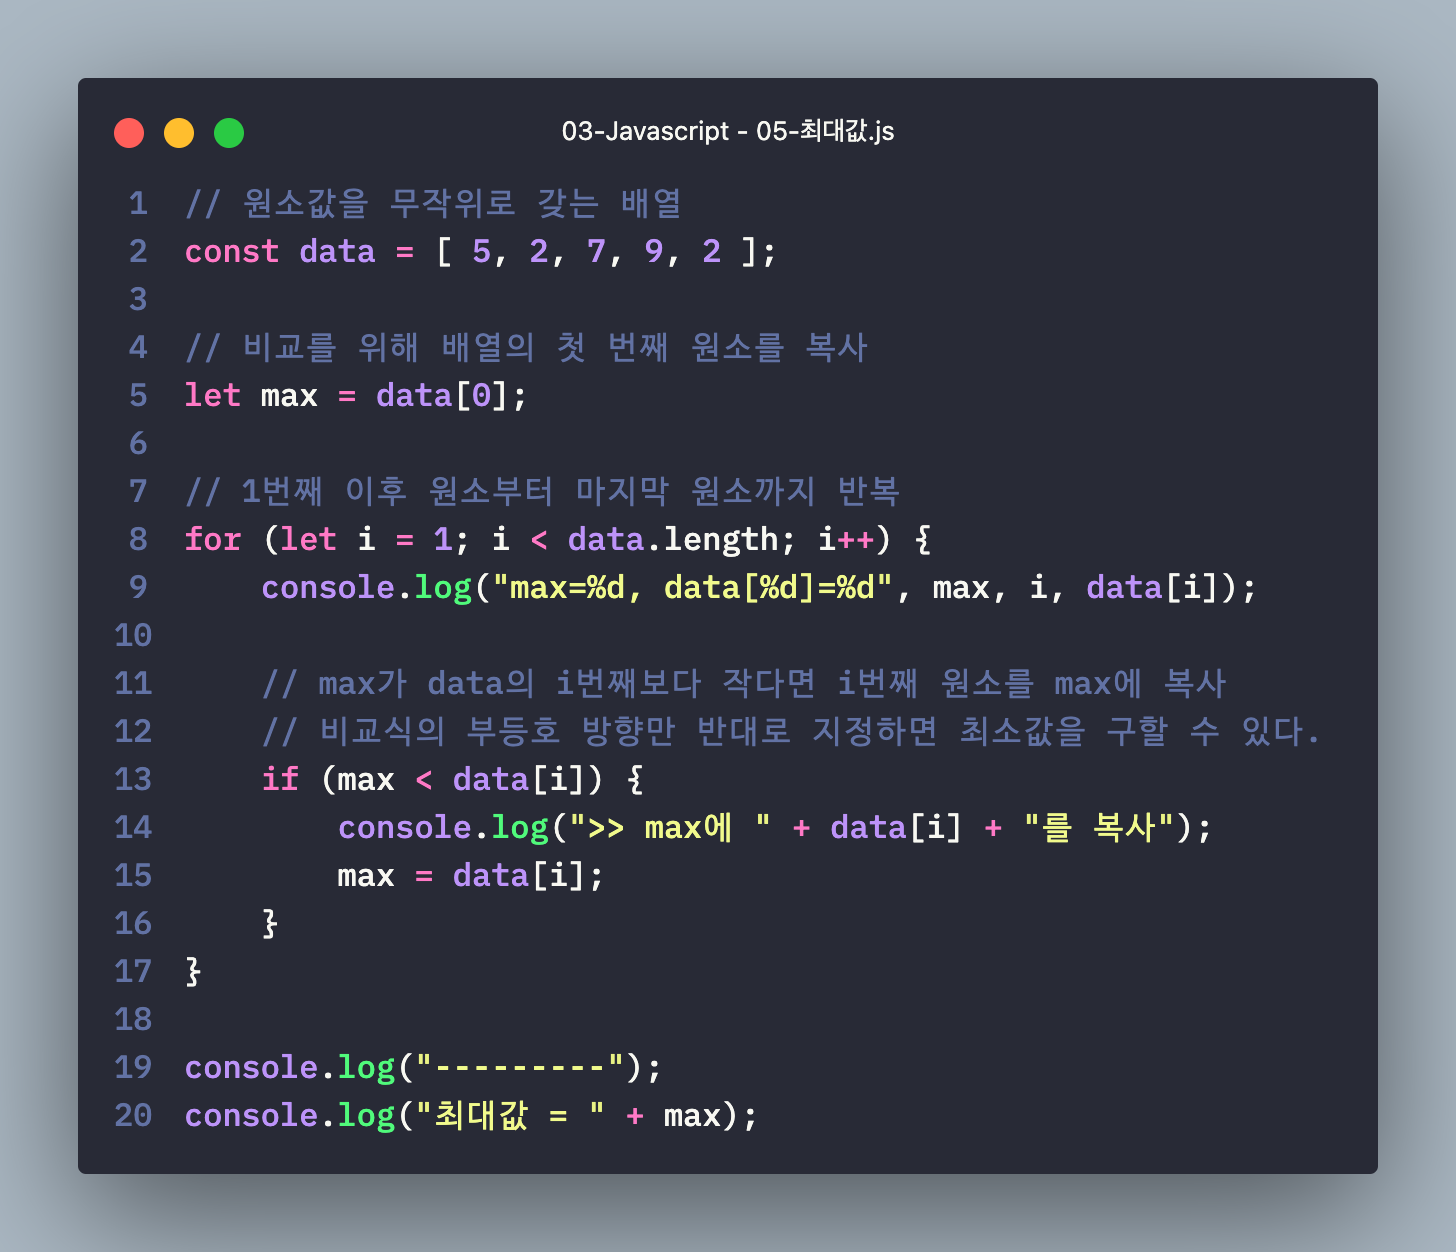 03-Javascript - 05-최대값.js
1 // 원소값을 무작위로 갖는 배열
2 const data = [ 5, 2, 7, 9, 2 ];
3
4 // 비교를 위해 배열의 첫 번째 원소를 복사
5 let max = data[0];
6
7 // 1번째 이후 원소부터 마지막 원소까지 반복
8 for (let i = 1; i < data.length; i++) {
9     console.log("max=%d, data[%d]=%d", max, i, data[i]);
10
11     // max가 data의 i번째보다 작다면 i번째 원소를 max에 복사
12     // 비교식의 부등호 방향만 반대로 지정하면 최소값을 구할 수 있다.
13     if (max < data[i]) {
14         console.log(">> max에 " + data[i] + "를 복사");
15         max = data[i];
16     }
17 }
18
19 console.log("---------");
20 console.log("최대값 = " + max);